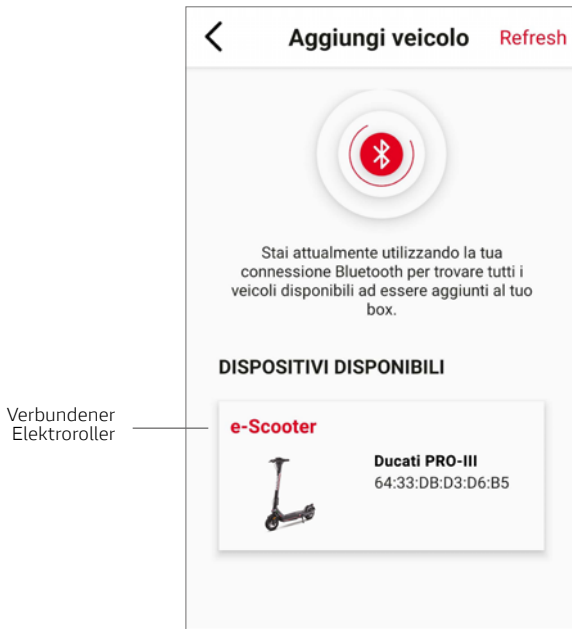 Aggiungi veicolo Refresh
Stai attualmente utilizzando la tua
connessione Bluetooth per trovare tutti i
veicoli disponibili ad essere aggiunti al tuo
box.
DISPOSITIVI DISPONIBILI
Verbundener
Elektroroller
e-Scooter
Ducati PRO-III
64:33:DB:D3:D6:B5